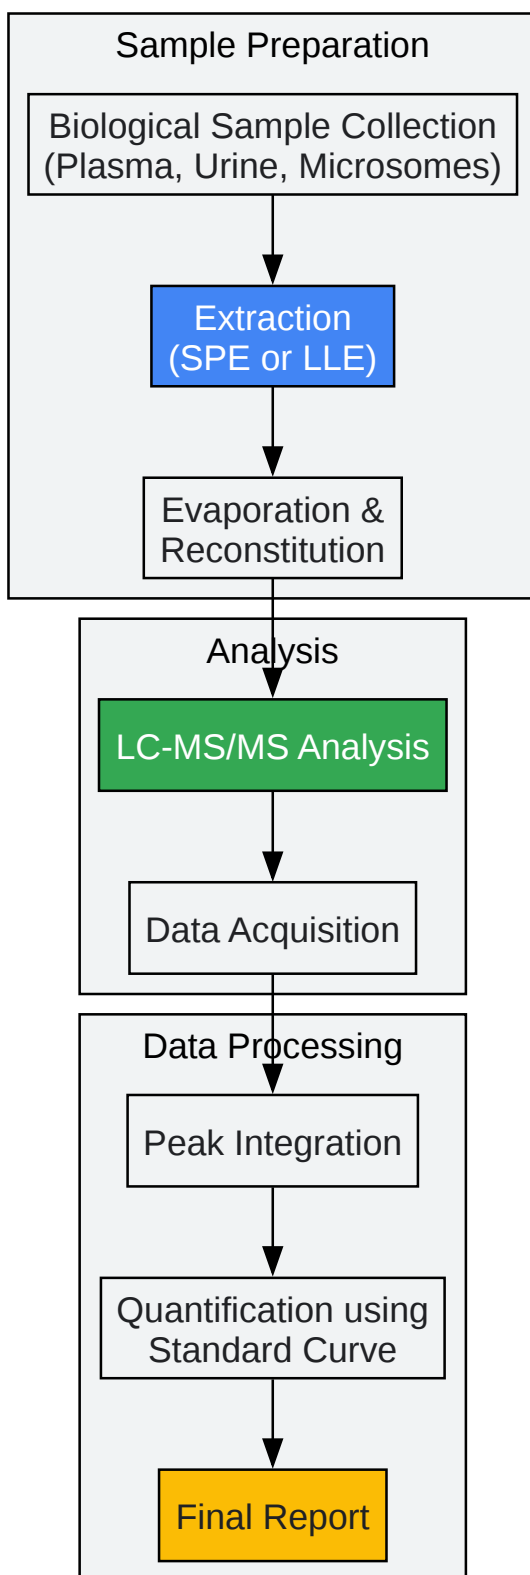 Sample Preparation
Biological Sample Collection
(Plasma, Urine, Microsomes)
Extraction
(SPE or LLE)
Evaporation &
Reconstitution
Analysis
LC-MS/MS Analysis
Data Acquisition
Data Processing
Peak Integration
Quantification using
Standard Curve
Final Report